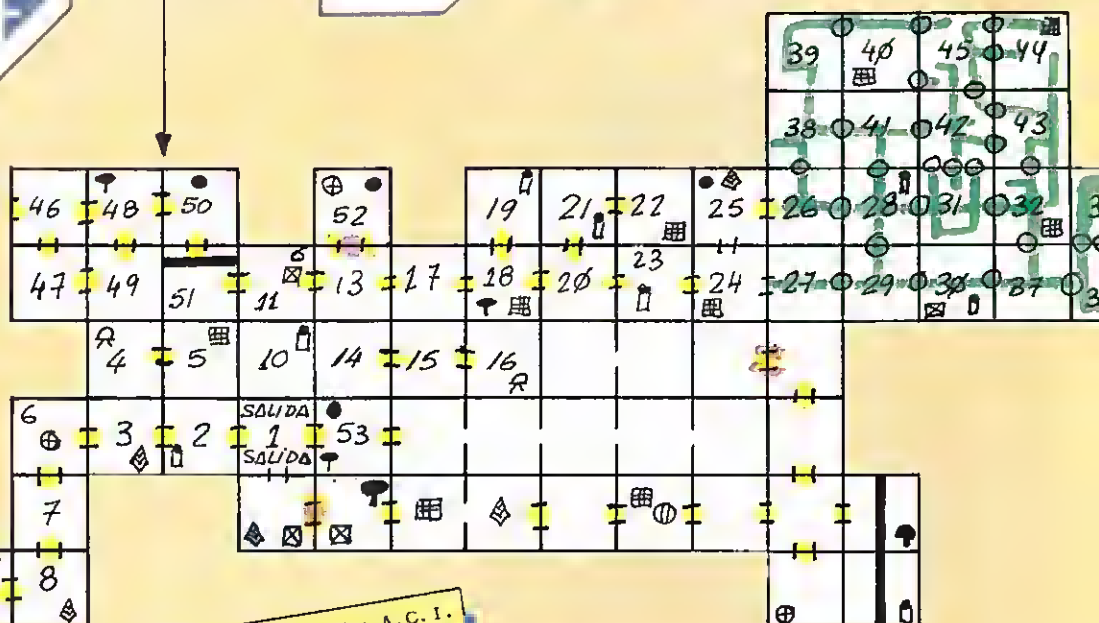 39 4Ø 45 44
38 41 42 43
46 48 50 52 19 21 22 25 26 28 31 32
47 49 51 11 6 13 17 18 20 23 24 27 29 3Ø 37
R 4 5 10 14 15 16 R
6 3 2 SALIDA 1 SALIDA 53
7
8
A.C.I.